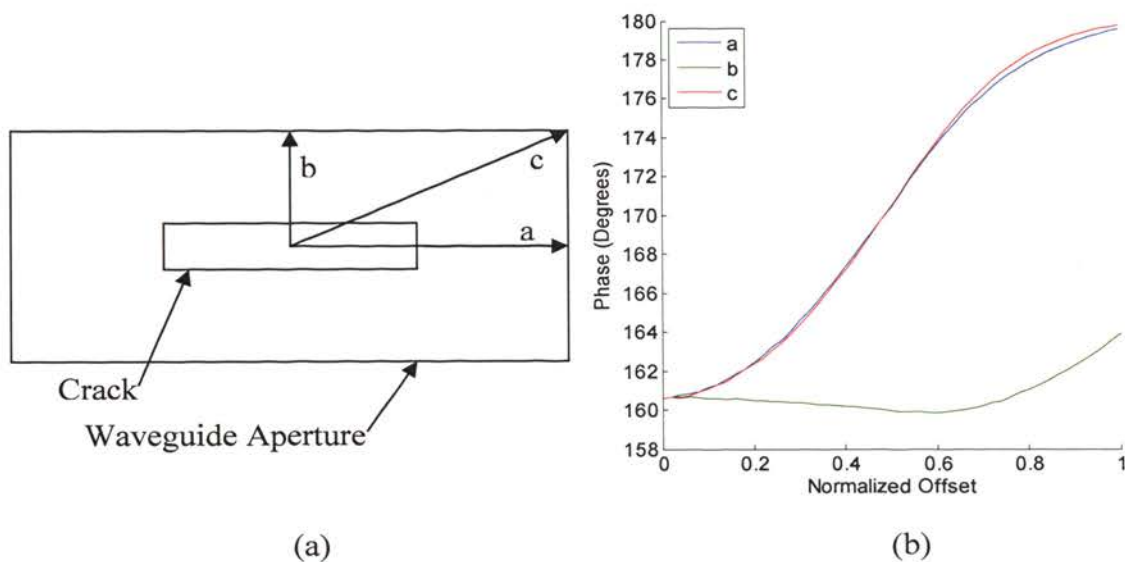 b
c
a
Crack
Waveguide Aperture
(a)
180
178
176
174
172
170
168
166
164
162
160
158
Phase (Degrees)
a
b
c
0
0.2
0.4
0.6
0.8
1
Normalized Offset
(b)